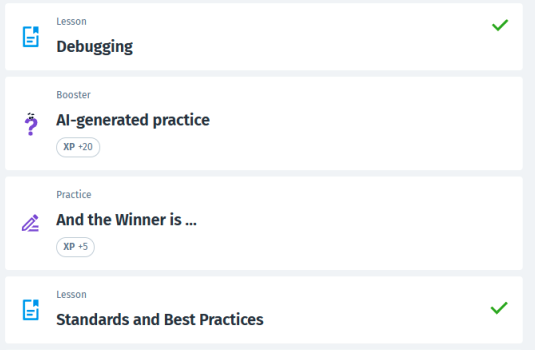 Lesson
Debugging
Booster
AI-generated practice
XP +20
Practice
And the Winner is ...
XP +5
Lesson
Standards and Best Practices